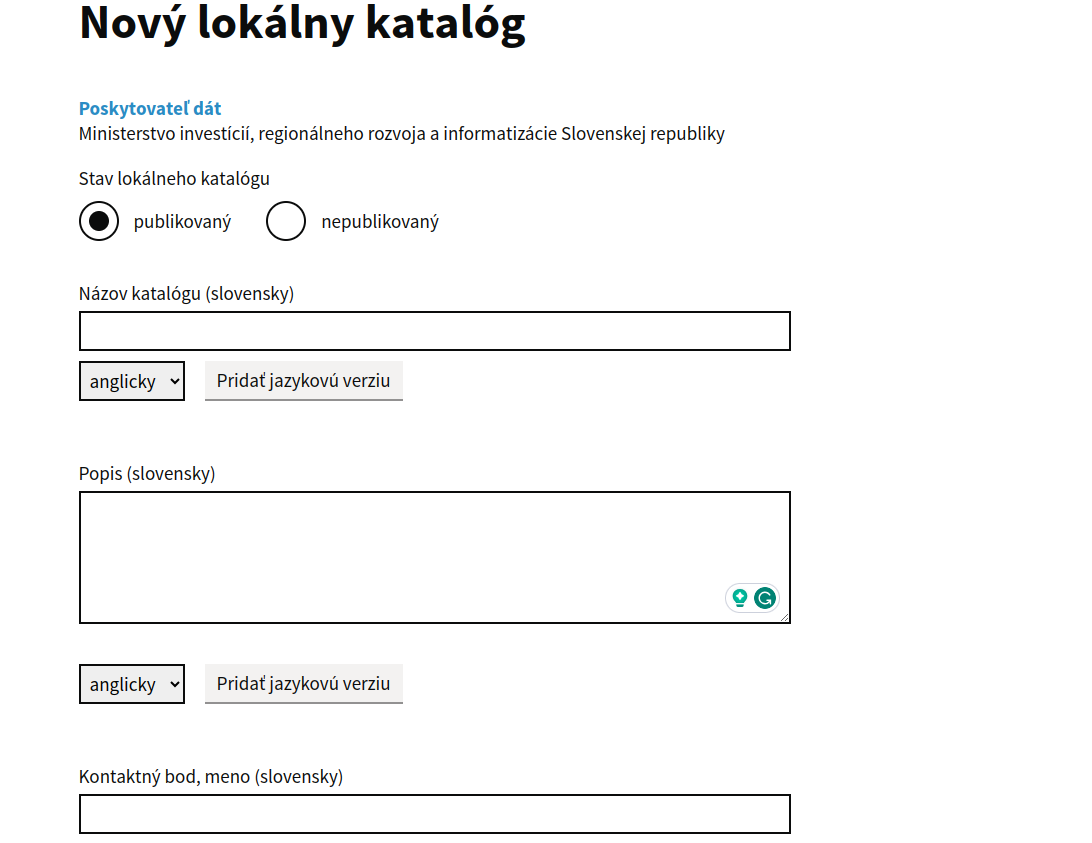 Nový lokálny katalóg
Poskytovateľ dát
Ministerstvo investícií, regionálneho rozvoja a informatizácie Slovenskej republiky
Stav lokálneho katalógu
publikovaný nepublikovaný
Názov katalógu (slovensky)
anglicky Pridať jazykovú verziu
Popis (slovensky)
anglicky Pridať jazykovú verziu
Kontaktný bod, meno (slovensky)